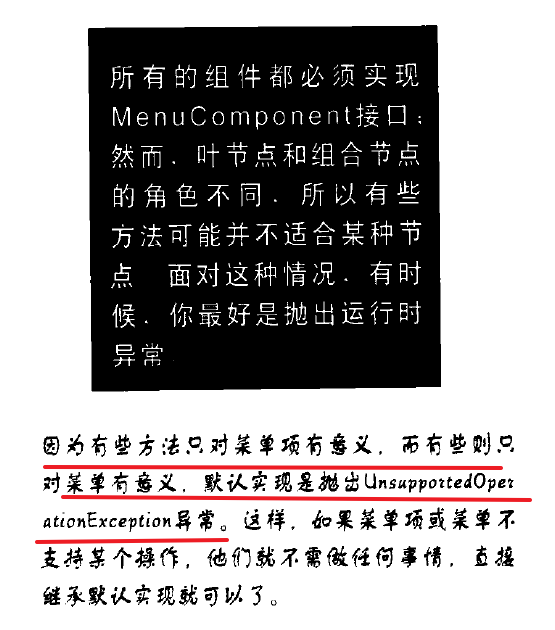 所有的组件都必须实现
MenuComponent接口；
然而，叶节点和组合节点
的角色不同，所以有些
方法可能并不适合某种节
点 面对这种情况，有时
候，你最好是抛出运行时
异常
因为有些方法只对菜单项有意义，而有些则只
对菜单有意义，默认实现是抛出UnsupportedOper
ationException异常。这样，如果菜单项或菜单不
支持某个操作，他们就不需做任何事情，直接
继承默认实现就可以了。